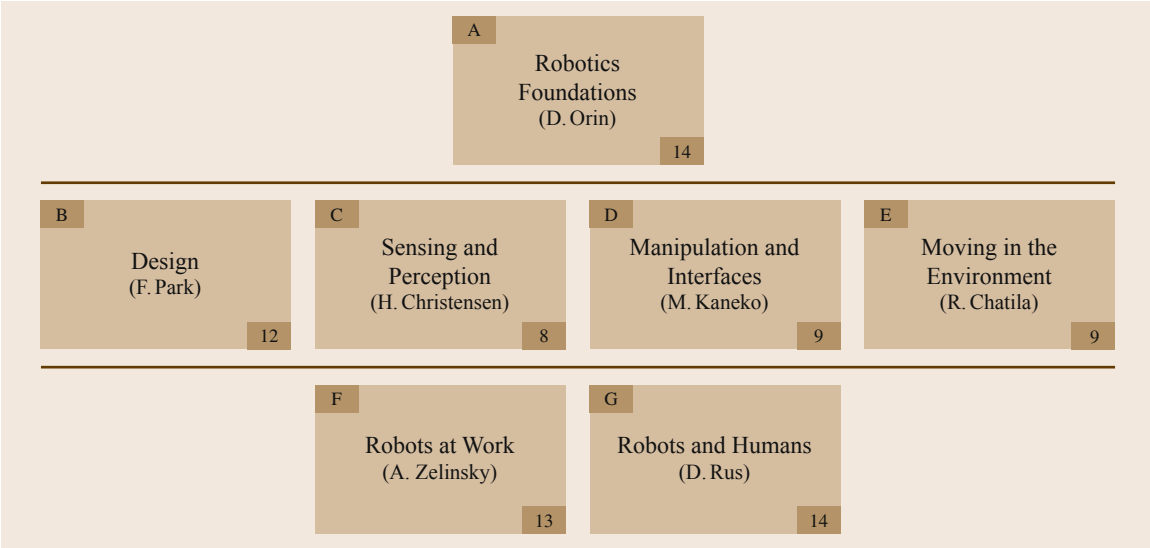 A
Robotics
Foundations
(D. Orin)
14
B
Design
(F. Park)
12
C
Sensing and
Perception
(H. Christensen)
8
D
Manipulation and
Interfaces
(M. Kaneko)
9
E
Moving in the
Environment
(R. Chatila)
9
F
Robots at Work
(A. Zelinsky)
13
G
Robots and Humans
(D. Rus)
14